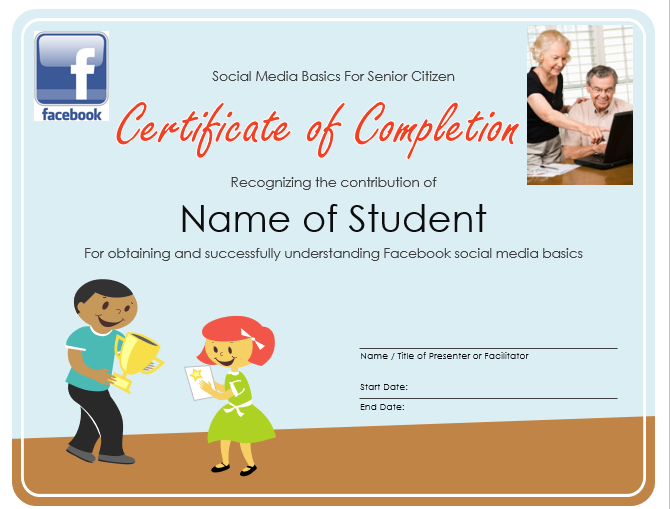 f
facebook
Social Media Basics For Senior Citizen
Certificate of Completion
Recognizing the contribution of
Name of Student
For obtaining and successfully understanding Facebook social media basics
Name / Title of Presenter or Facilitator
Start Date:
End Date: